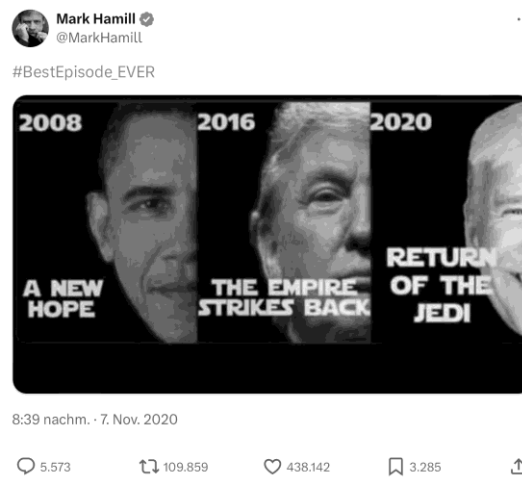 Mark Hamill
@MarkHamill
#BestEpisode_EVER
2008
2016
2020
A NEW
HOPE
THE EMPIRE
STRIKES BACK
RETURN
OF THE
JEDI
8:39 nachm. · 7. Nov. 2020
5.573
109.859
438.142
3.285